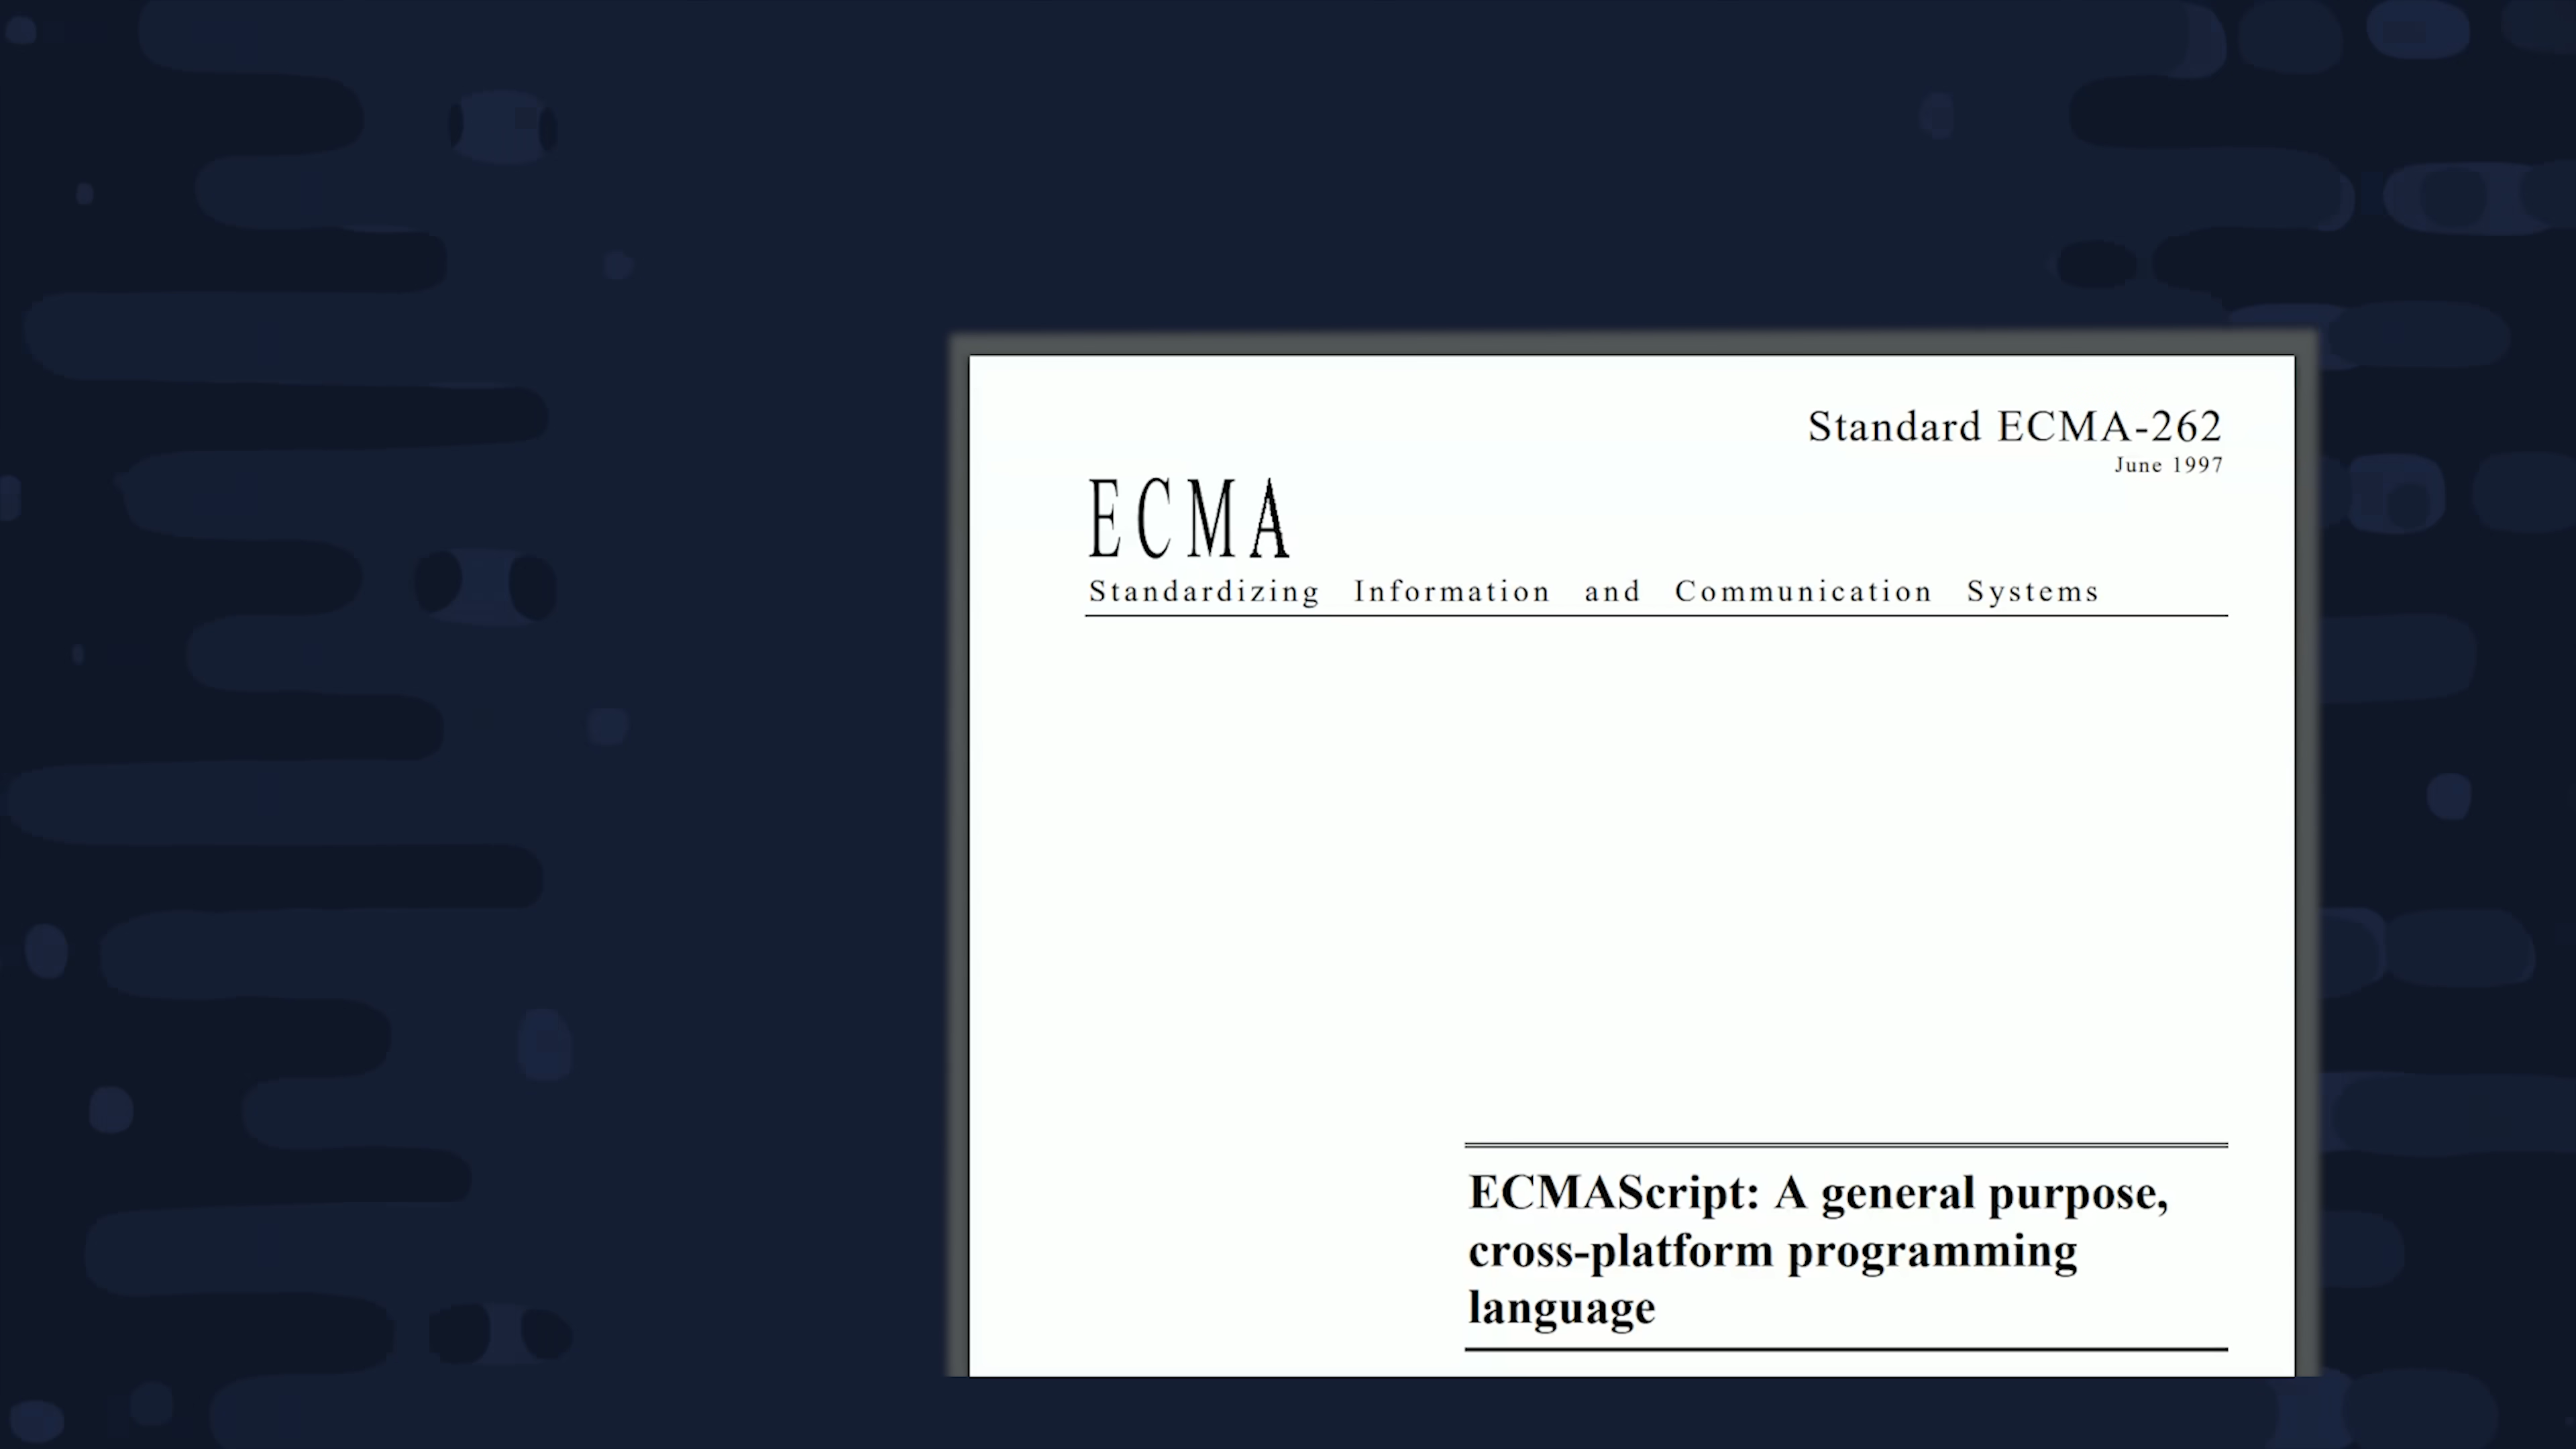 Standard ECMA-262
June 1997
ECMA
Standardizing Information and Communication Systems
ECMAScript: A general purpose,
cross-platform programming
language